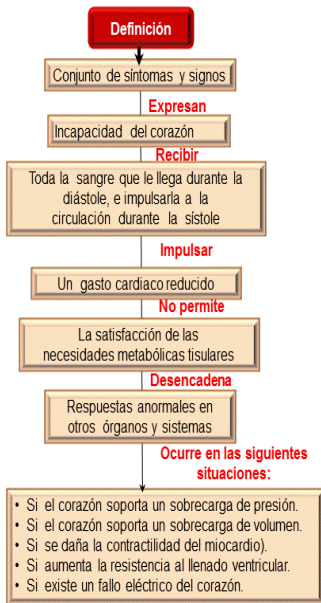 Definición
Conjunto de síntomas y signos
Expresan
Incapacidad del corazón
Recibir
Toda la sangre que le llega durante la
diástole, e impulsarla a la
circulación durante la sístole
Impulsar
Un gasto cardiaco reducido
No permite
La satisfacción de las
necesidades metabólicas tisulares
Desencadena
Respuestas anormales en
otros órganos y sistemas
Ocurre en las siguientes
situaciones:
• Si el corazón soporta un sobrecarga de presión.
• Si el corazón soporta un sobrecarga de volumen.
• Si se daña la contractilidad del miocardio).
• Si aumenta la resistencia al llenado ventricular.
• Si existe un fallo eléctrico del corazón.